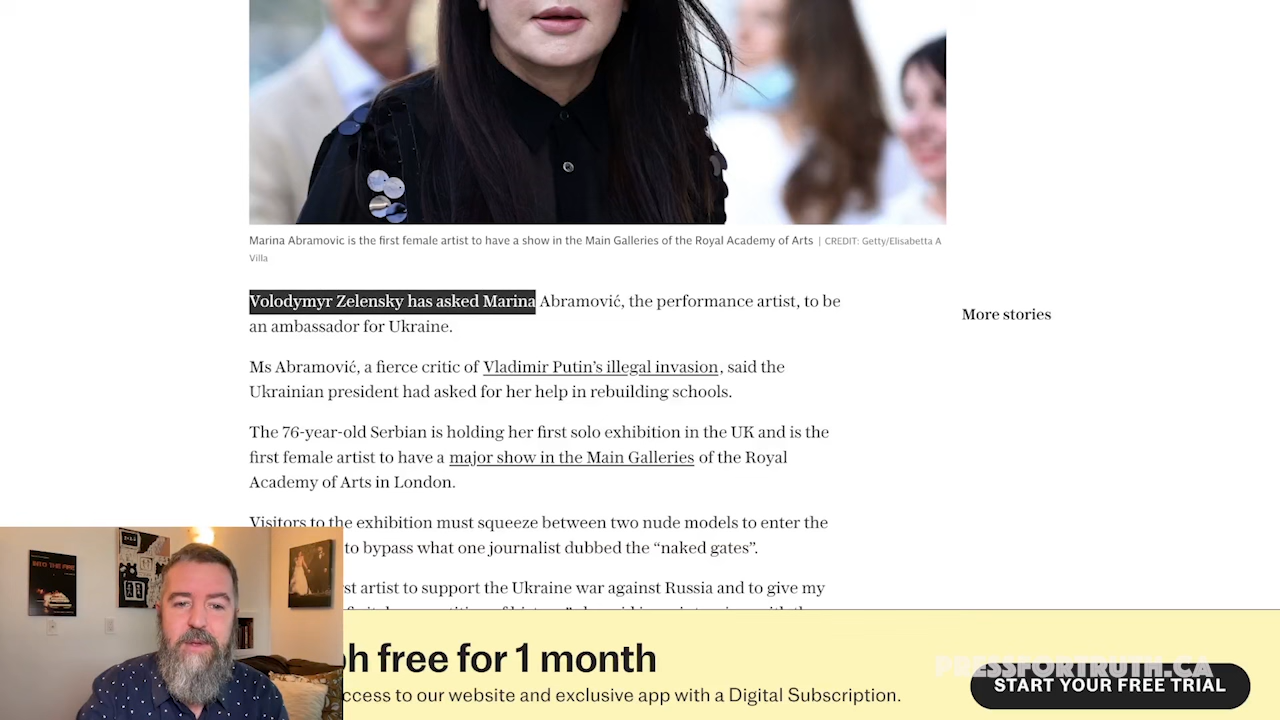 Marina Abramovic is the first female artist to have a show in the Main Galleries of the Royal Academy of Arts | CREDIT: Getty/Elisabetta A
Villa
Volodymyr Zelensky has asked Marina Abramović, the performance artist, to be
an ambassador for Ukraine.
More stories
Ms Abramović, a fierce critic of Vladimir Putin's illegal invasion, said the
Ukrainian president had asked for her help in rebuilding schools.
The 76-year-old Serbian is holding her first solo exhibition in the UK and is the
first female artist to have a major show in the Main Galleries of the Royal
Academy of Arts in London.
Visitors to the exhibition must squeeze between two nude models to enter the
to bypass what one journalist dubbed the “naked gates”.
st artist to support the Ukraine war against Russia and to give my
INTO THE FIRE
ph free for 1 month
ccess to our website and exclusive app with a Digital Subscription.
PRESSFORTRUTH.CA
START YOUR FREE TRIAL